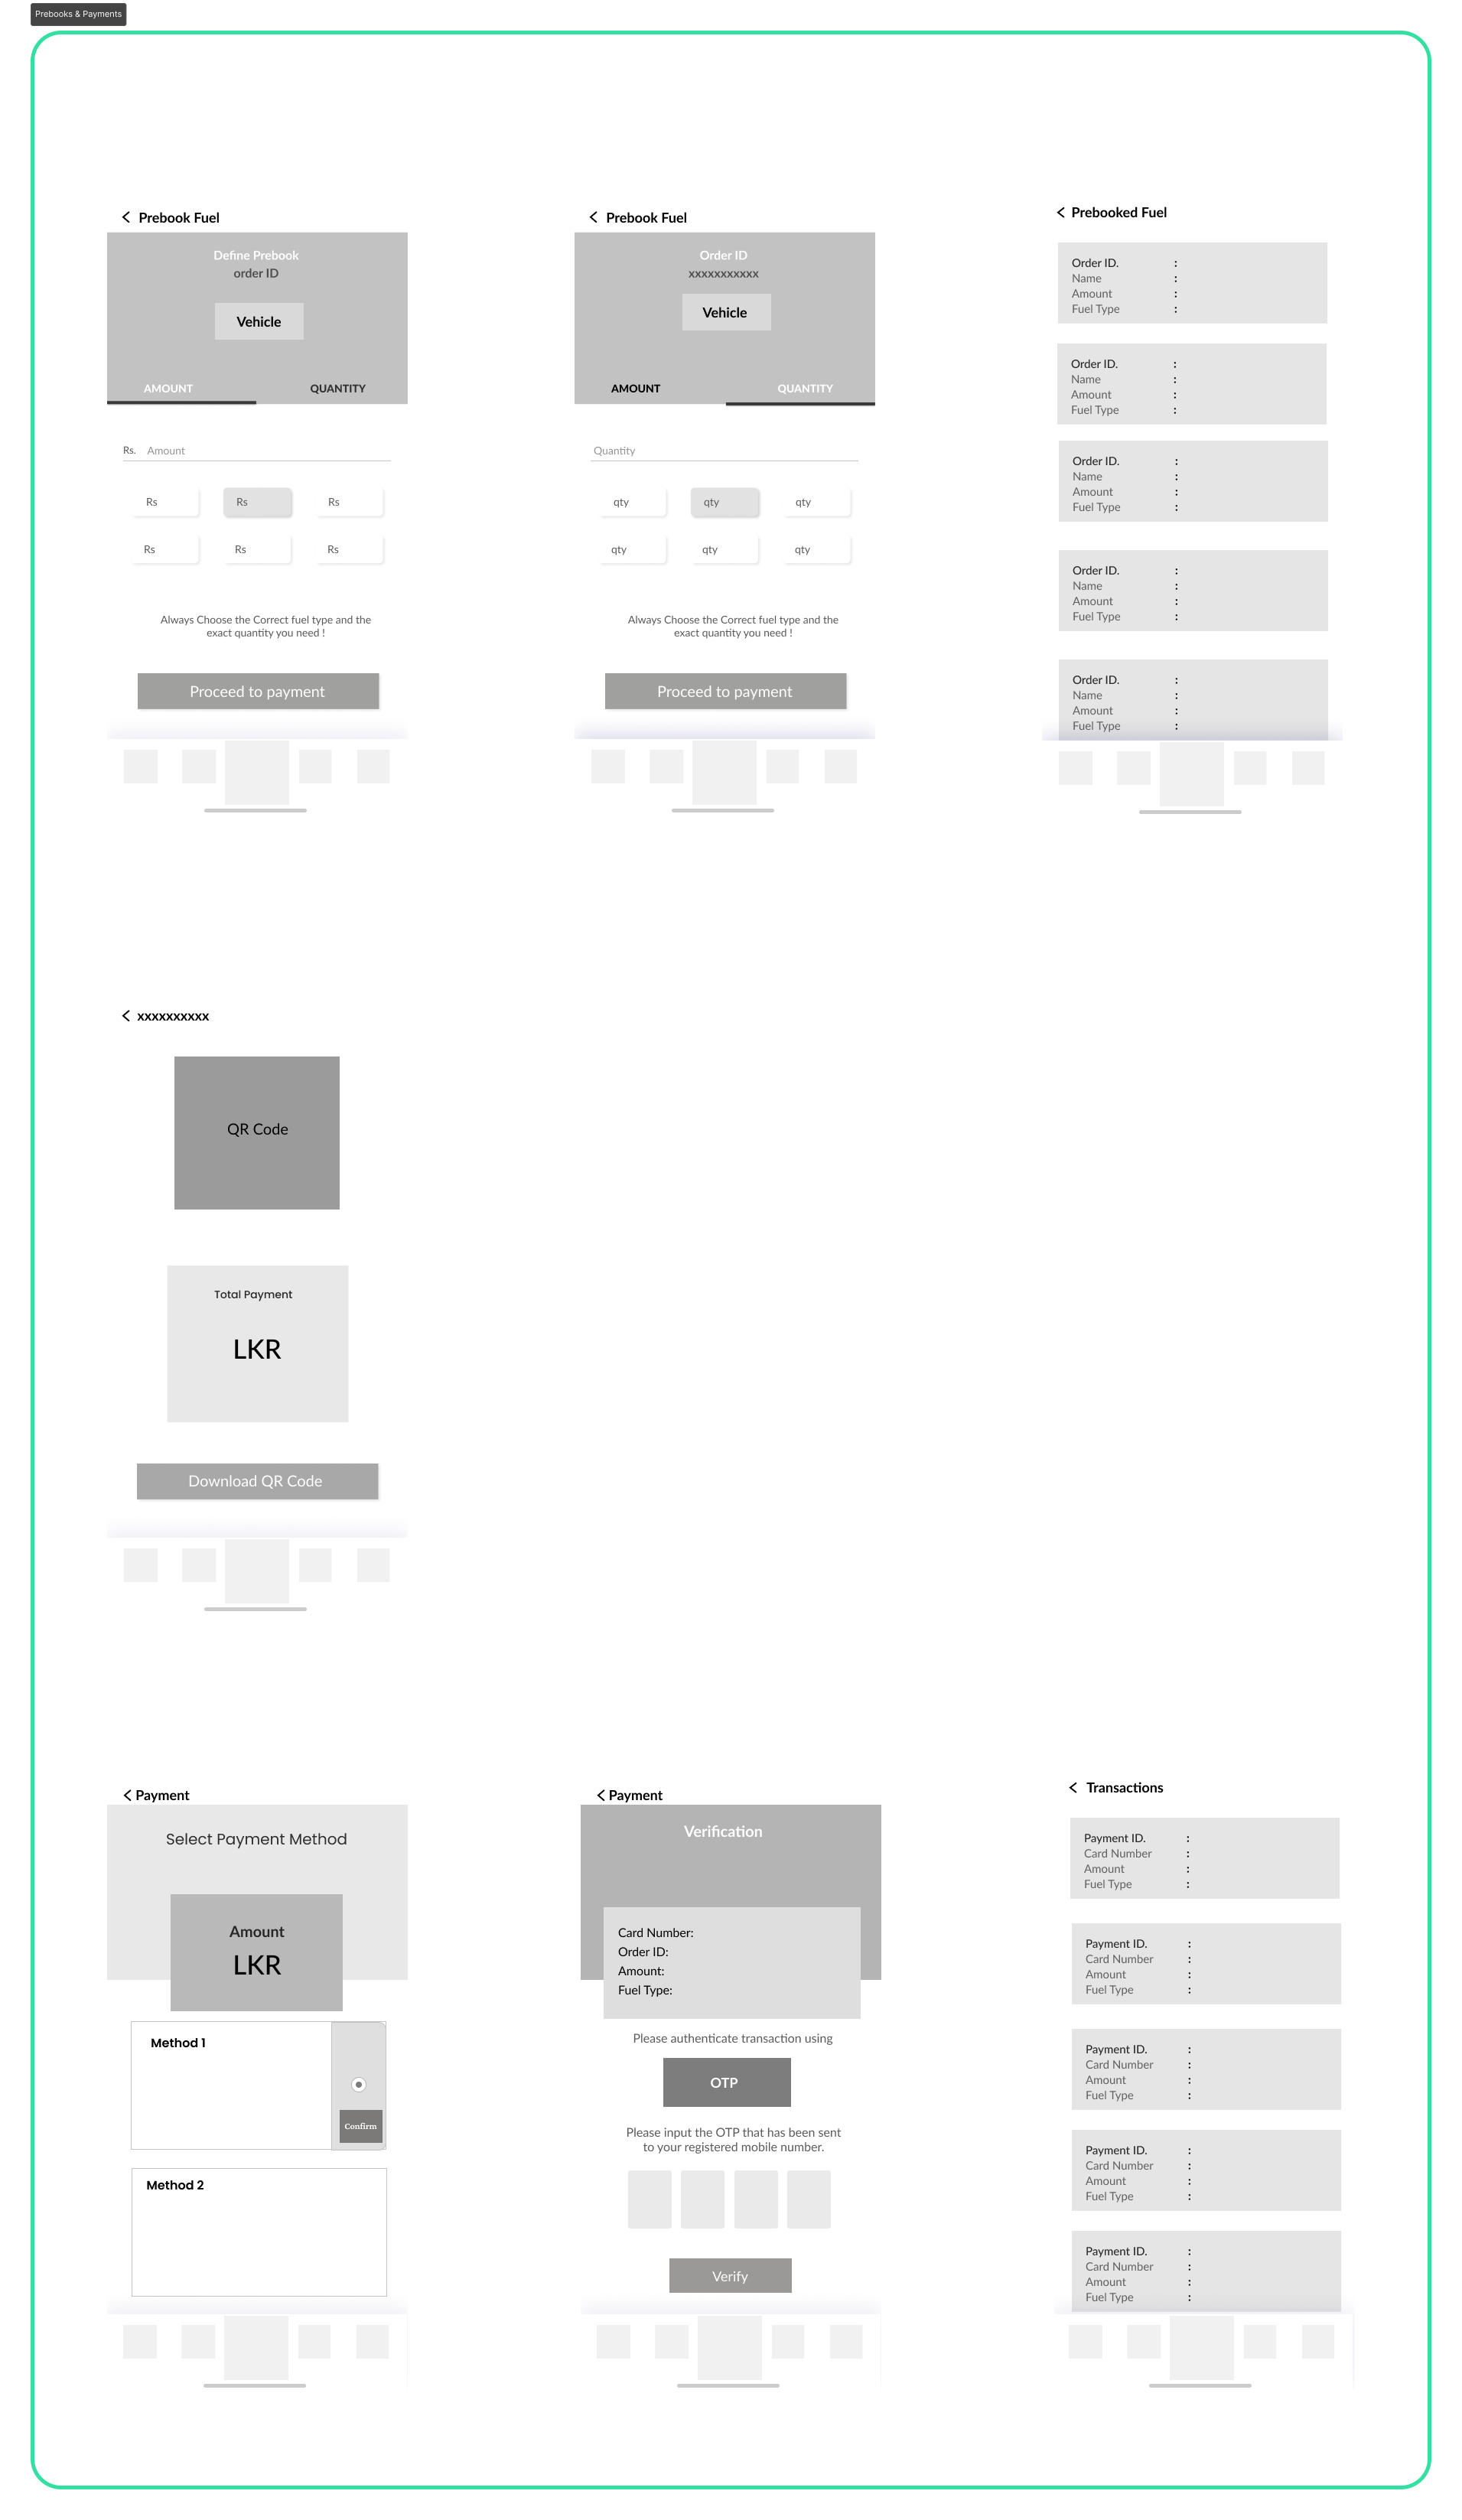 Prebooks & Payments
Prebook Fuel
Define Prebook
order ID
Vehicle
AMOUNT
QUANTITY
Rs. Amount
Rs Rs Rs
Rs Rs Rs
Always Choose the Correct fuel type and the
exact quantity you need !
Proceed to payment
Prebook Fuel
Order ID
xxxxxxxxxxx
Vehicle
AMOUNT
QUANTITY
Quantity
qty qty qty
qty qty qty
Always Choose the Correct fuel type and the
exact quantity you need !
Proceed to payment
Prebooked Fuel
Order ID. :
Name :
Amount :
Fuel Type :
Order ID. :
Name :
Amount :
Fuel Type :
Order ID. :
Name :
Amount :
Fuel Type :
Order ID. :
Name :
Amount :
Fuel Type :
Order ID. :
Name :
Amount :
Fuel Type :
xxxxxxxxxx
QR Code
Total Payment
LKR
Download QR Code
Payment
Select Payment Method
Amount
LKR
Method 1
Confirm
Method 2
Payment
Verification
Card Number:
Order ID:
Amount:
Fuel Type:
Please authenticate transaction using
OTP
Please input the OTP that has been sent
to your registered mobile number.
Verify
Transactions
Payment ID. :
Card Number :
Amount :
Fuel Type :
Payment ID. :
Card Number :
Amount :
Fuel Type :
Payment ID. :
Card Number :
Amount :
Fuel Type :
Payment ID. :
Card Number :
Amount :
Fuel Type :
Payment ID. :
Card Number :
Amount :
Fuel Type :